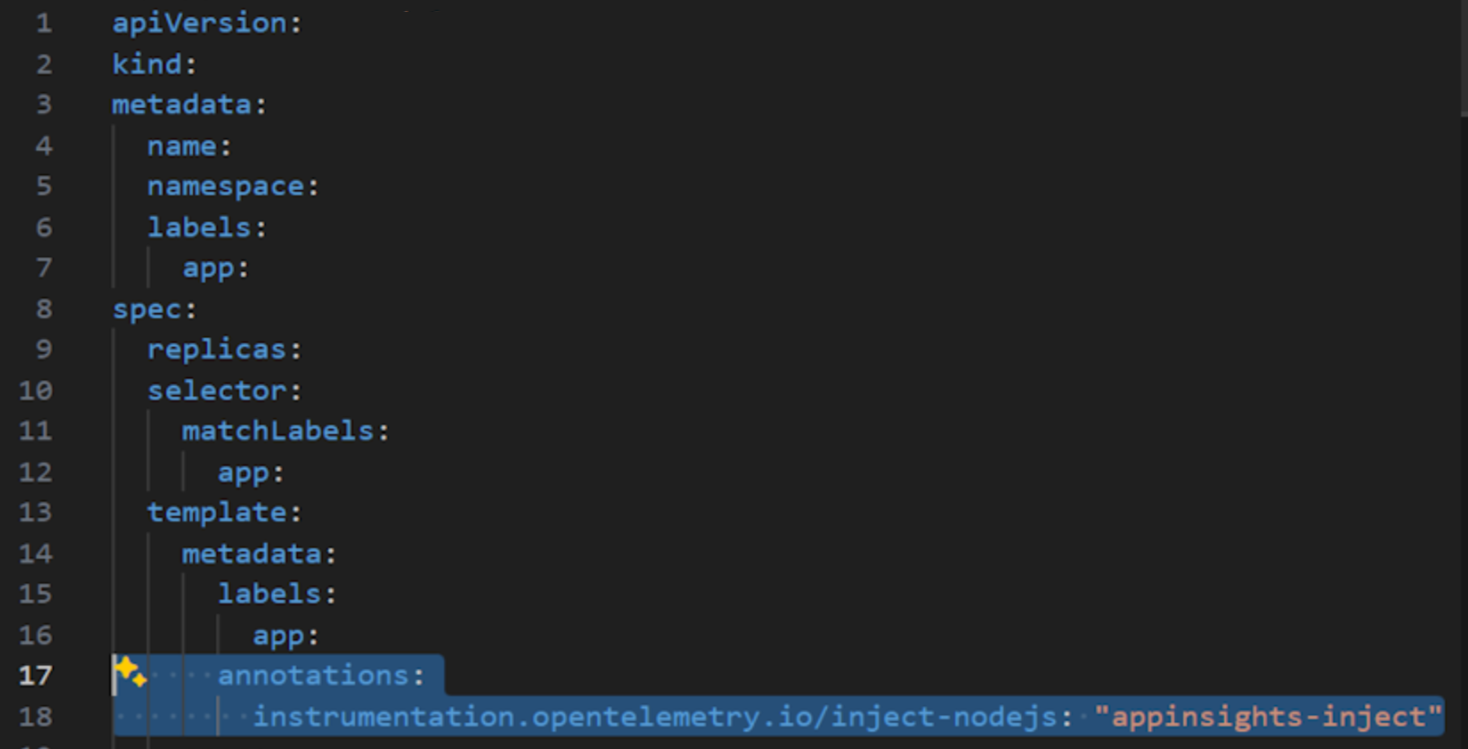 1 apiVersion:
2 kind:
3 metadata:
4 name:
5 namespace:
6 labels:
7 app:
8 spec:
9 replicas:
10 selector:
11 matchLabels:
12 app:
13 template:
14 metadata:
15 labels:
16 app:
17 annotations:
18 instrumentation.opentelemetry.io/inject-nodejs: "appinsights-inject"